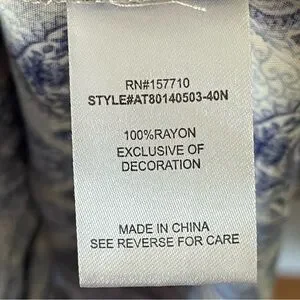 RN#157710
STYLE#AT80140503-40N
100%RAYON
EXCLUSIVE OF
DECORATION
MADE IN CHINA
SEE REVERSE FOR CARE